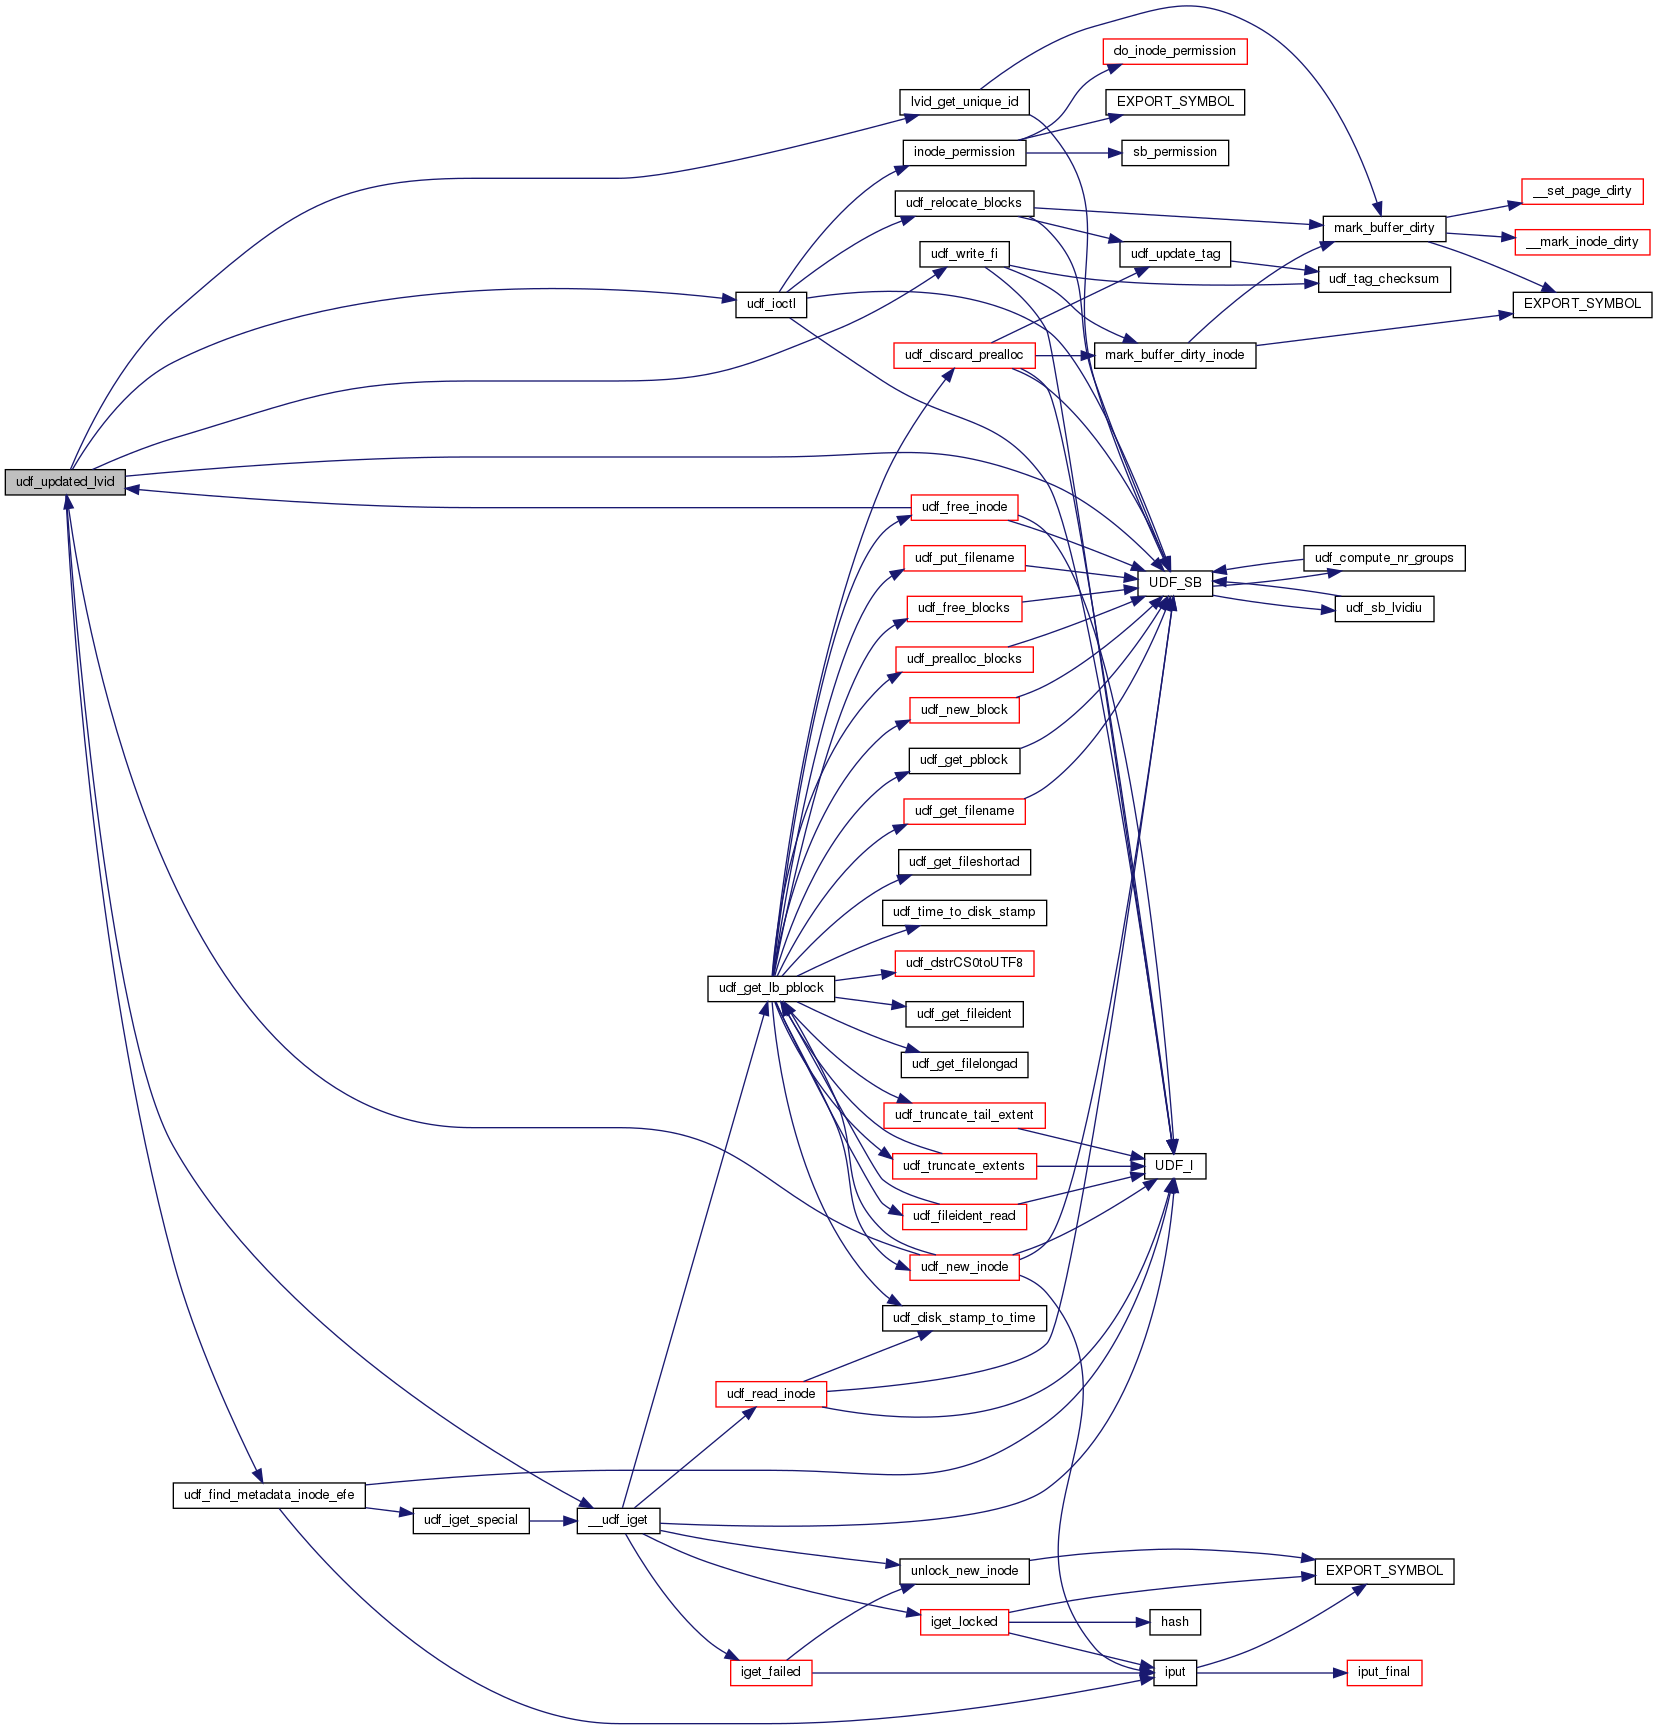 do_inode_permission
lvid_get_unique_id
EXPORT_SYMBOL
inode_permission
sb_permission
__set_page_dirty
udf_relocate_blocks
mark_buffer_dirty
__mark_inode_dirty
udf_write_fi
udf_update_tag
udf_tag_checksum
udf_ioctl
EXPORT_SYMBOL
udf_discard_prealloc
mark_buffer_dirty_inode
udf_updated_lvid
udf_free_inode
udf_put_filename
udf_compute_nr_groups
UDF_SB
udf_free_blocks
udf_sb_lvidiu
udf_prealloc_blocks
udf_new_block
udf_get_pblock
udf_get_filename
udf_get_fileshortad
udf_time_to_disk_stamp
udf_dstrCS0toUTF8
udf_get_lb_pblock
udf_get_fileident
udf_get_filelongad
udf_truncate_tail_extent
udf_truncate_extents
UDF_I
udf_fileident_read
udf_new_inode
udf_disk_stamp_to_time
udf_read_inode
udf_find_metadata_inode_efe
udf_iget_special
__udf_iget
unlock_new_inode
EXPORT_SYMBOL
iget_locked
hash
iget_failed
iput
iput_final